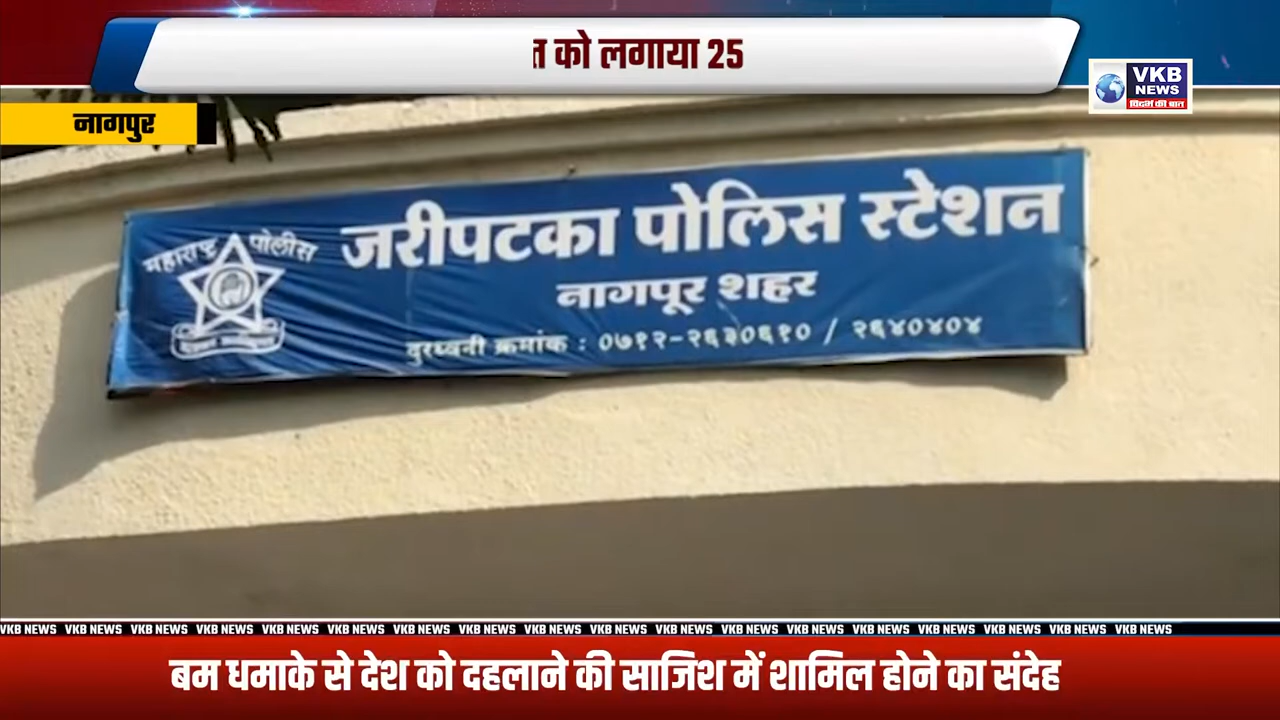 को लगाया 25
VKB
NEWS
विदर्भ की बात
नागपुर
महाराष्ट्र पोलीस
जरीपटका पोलिस स्टेशन
नागपूर शहर
दुरध्वनी क्रमांक : ०७१२-२६३०६१० / २६४०४०४
VKB NEWS VKB NEWS VKB NEWS VKB NEWS VKB NEWS VKB NEWS VKB NEWS VKB NEWS VKB NEWS VKB NEWS VKB NEWS VKB NEWS VKB NEWS VKB NEWS VKB NEWS VKB NEWS VKB NEWS VKB NEWS
बम धमाके से देश को दहलाने की साजिश में शामिल होने का संदेह